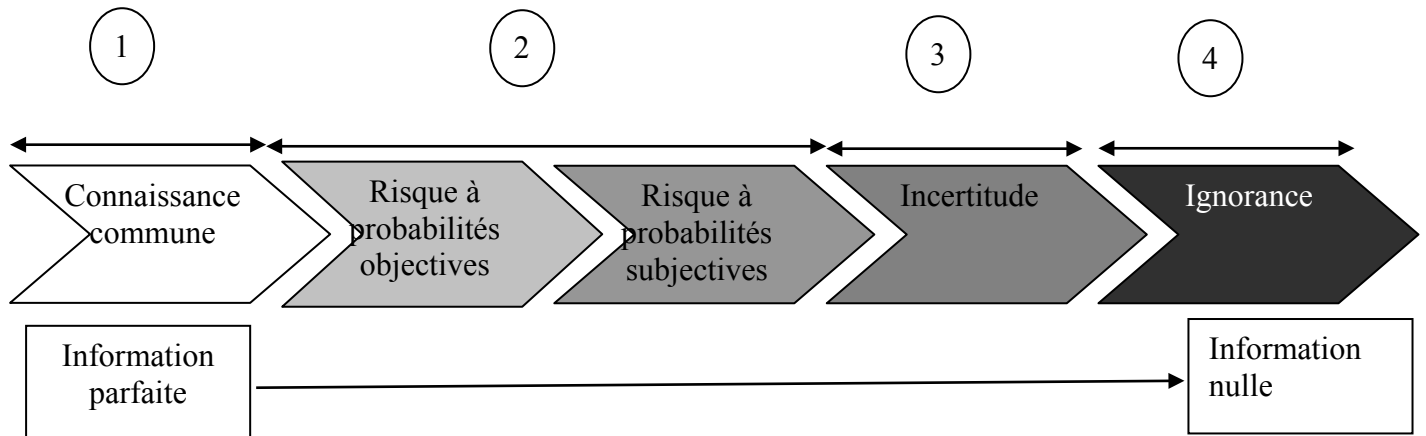 1
2
3
4
Connaissance
commune
Risque à
probabilités
objectives
Risque à
probabilités
subjectives
Incertitude
Ignorance
Information
parfaite
Information
nulle